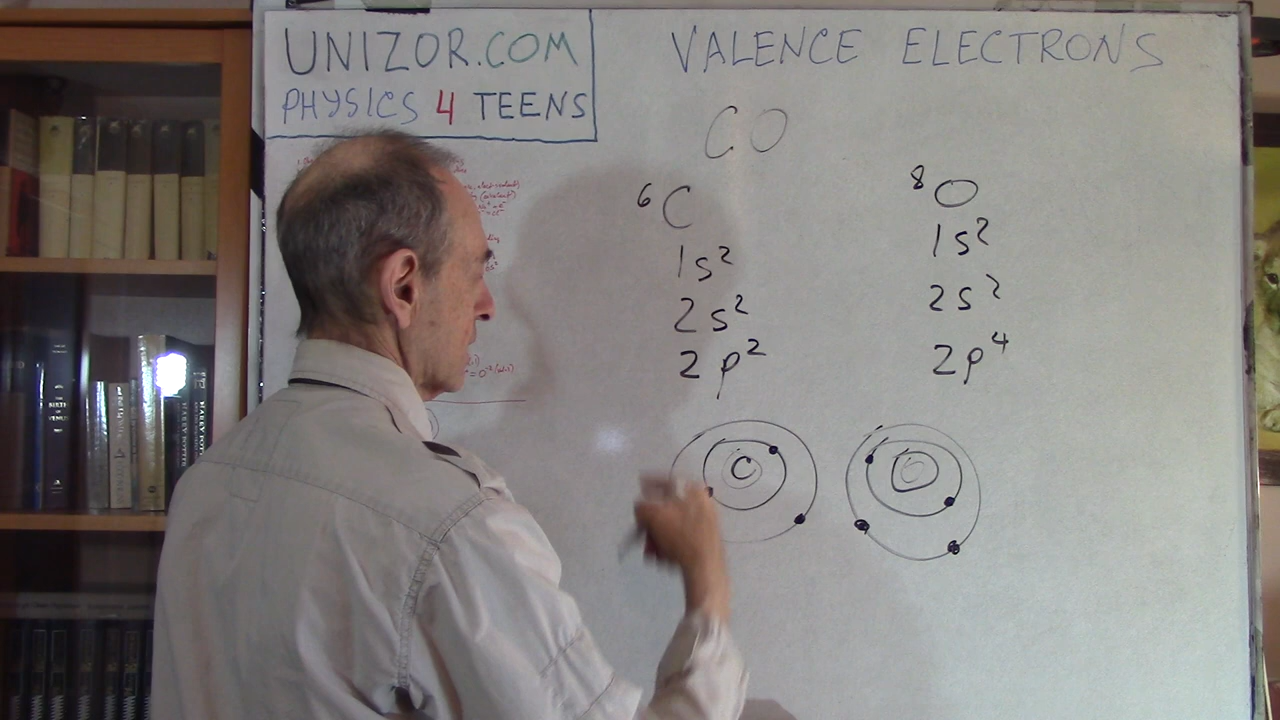 UNIZOR.COM
PHYSICS 4 TEENS
VALENCE ELECTRONS
CO
⁶C
1s²
2s²
2p²
⁸O
1s²
2s²
2p⁴
C
O